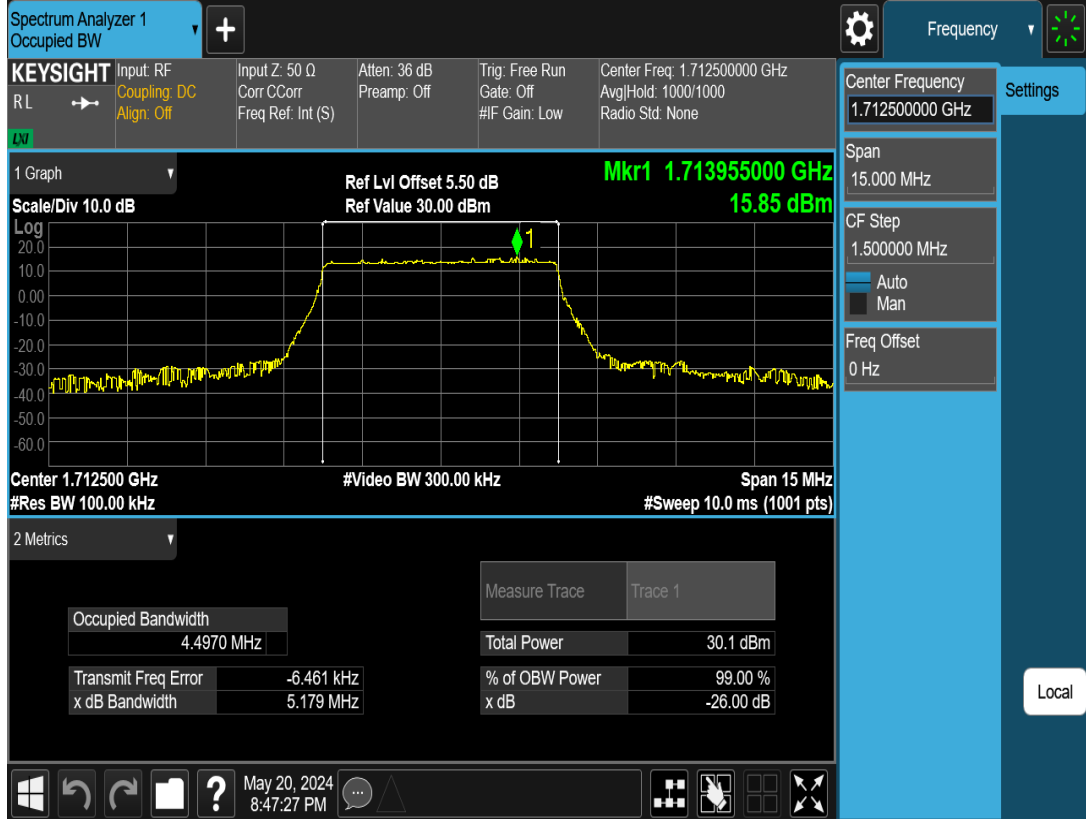 Spectrum Analyzer 1
Occupied BW
+
Frequency
KEYSIGHT
R L
LXI
Input: RF
Coupling: DC
Align: Off
Input Z: 50 Ω
Corr CCorr
Freq Ref: Int (S)
Atten: 36 dB
Preamp: Off
Trig: Free Run
Gate: Off
#IF Gain: Low
Center Freq: 1.712500000 GHz
Avg|Hold: 1000/1000
Radio Std: None
Center Frequency
1.712500000 GHz
Settings
Span
15.000 MHz
CF Step
1.500000 MHz
Auto
Man
Freq Offset
0 Hz
Local
1 Graph
Ref Lvl Offset 5.50 dB
Mkr1 1.713955000 GHz
Scale/Div 10.0 dB
Ref Value 30.00 dBm
15.85 dBm
Log
1
20.0
10.0
0.00
-10.0
-20.0
-30.0
-40.0
-50.0
-60.0
Center 1.712500 GHz
#Video BW 300.00 kHz
Span 15 MHz
#Res BW 100.00 kHz
#Sweep 10.0 ms (1001 pts)
2 Metrics
Measure Trace
Trace 1
Occupied Bandwidth
4.4970 MHz
Total Power
30.1 dBm
Transmit Freq Error
-6.461 kHz
% of OBW Power
99.00 %
x dB Bandwidth
5.179 MHz
x dB
-26.00 dB
?
May 20, 2024
8:47:27 PM